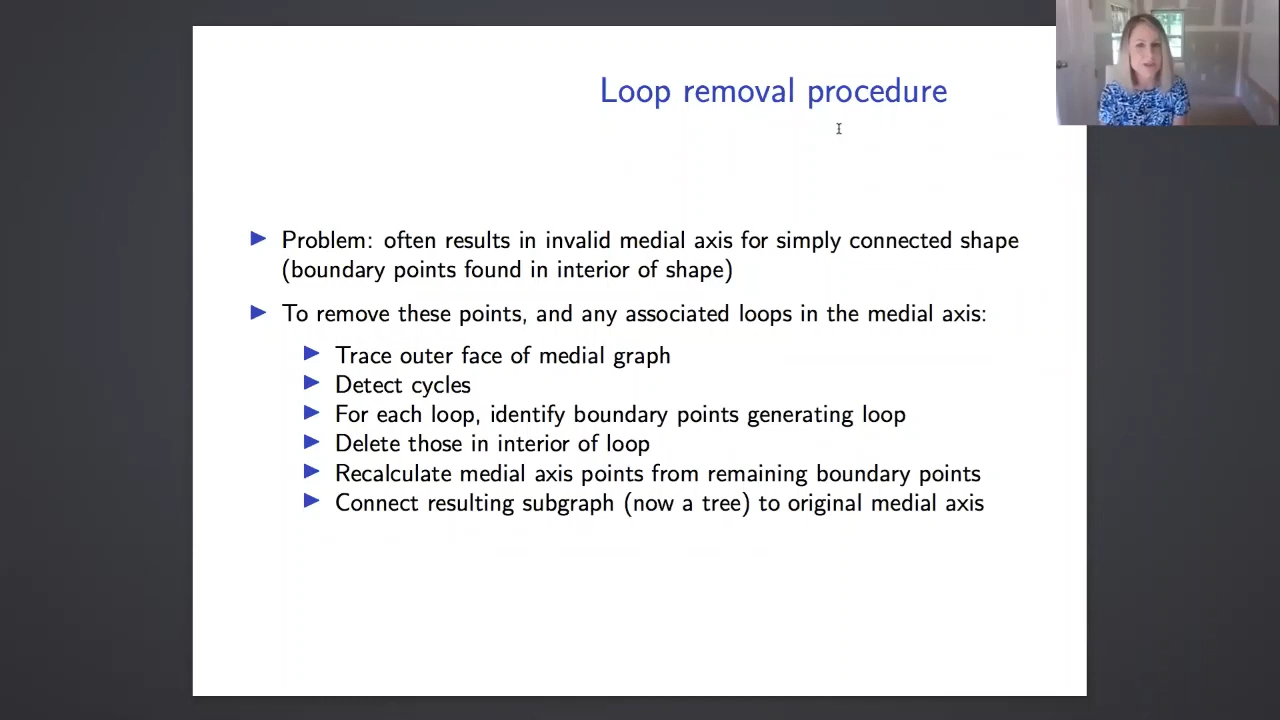 Loop removal procedure
Problem: often results in invalid medial axis for simply connected shape
(boundary points found in interior of shape)
To remove these points, and any associated loops in the medial axis:
Trace outer face of medial graph
Detect cycles
For each loop, identify boundary points generating loop
Delete those in interior of loop
Recalculate medial axis points from remaining boundary points
Connect resulting subgraph (now a tree) to original medial axis